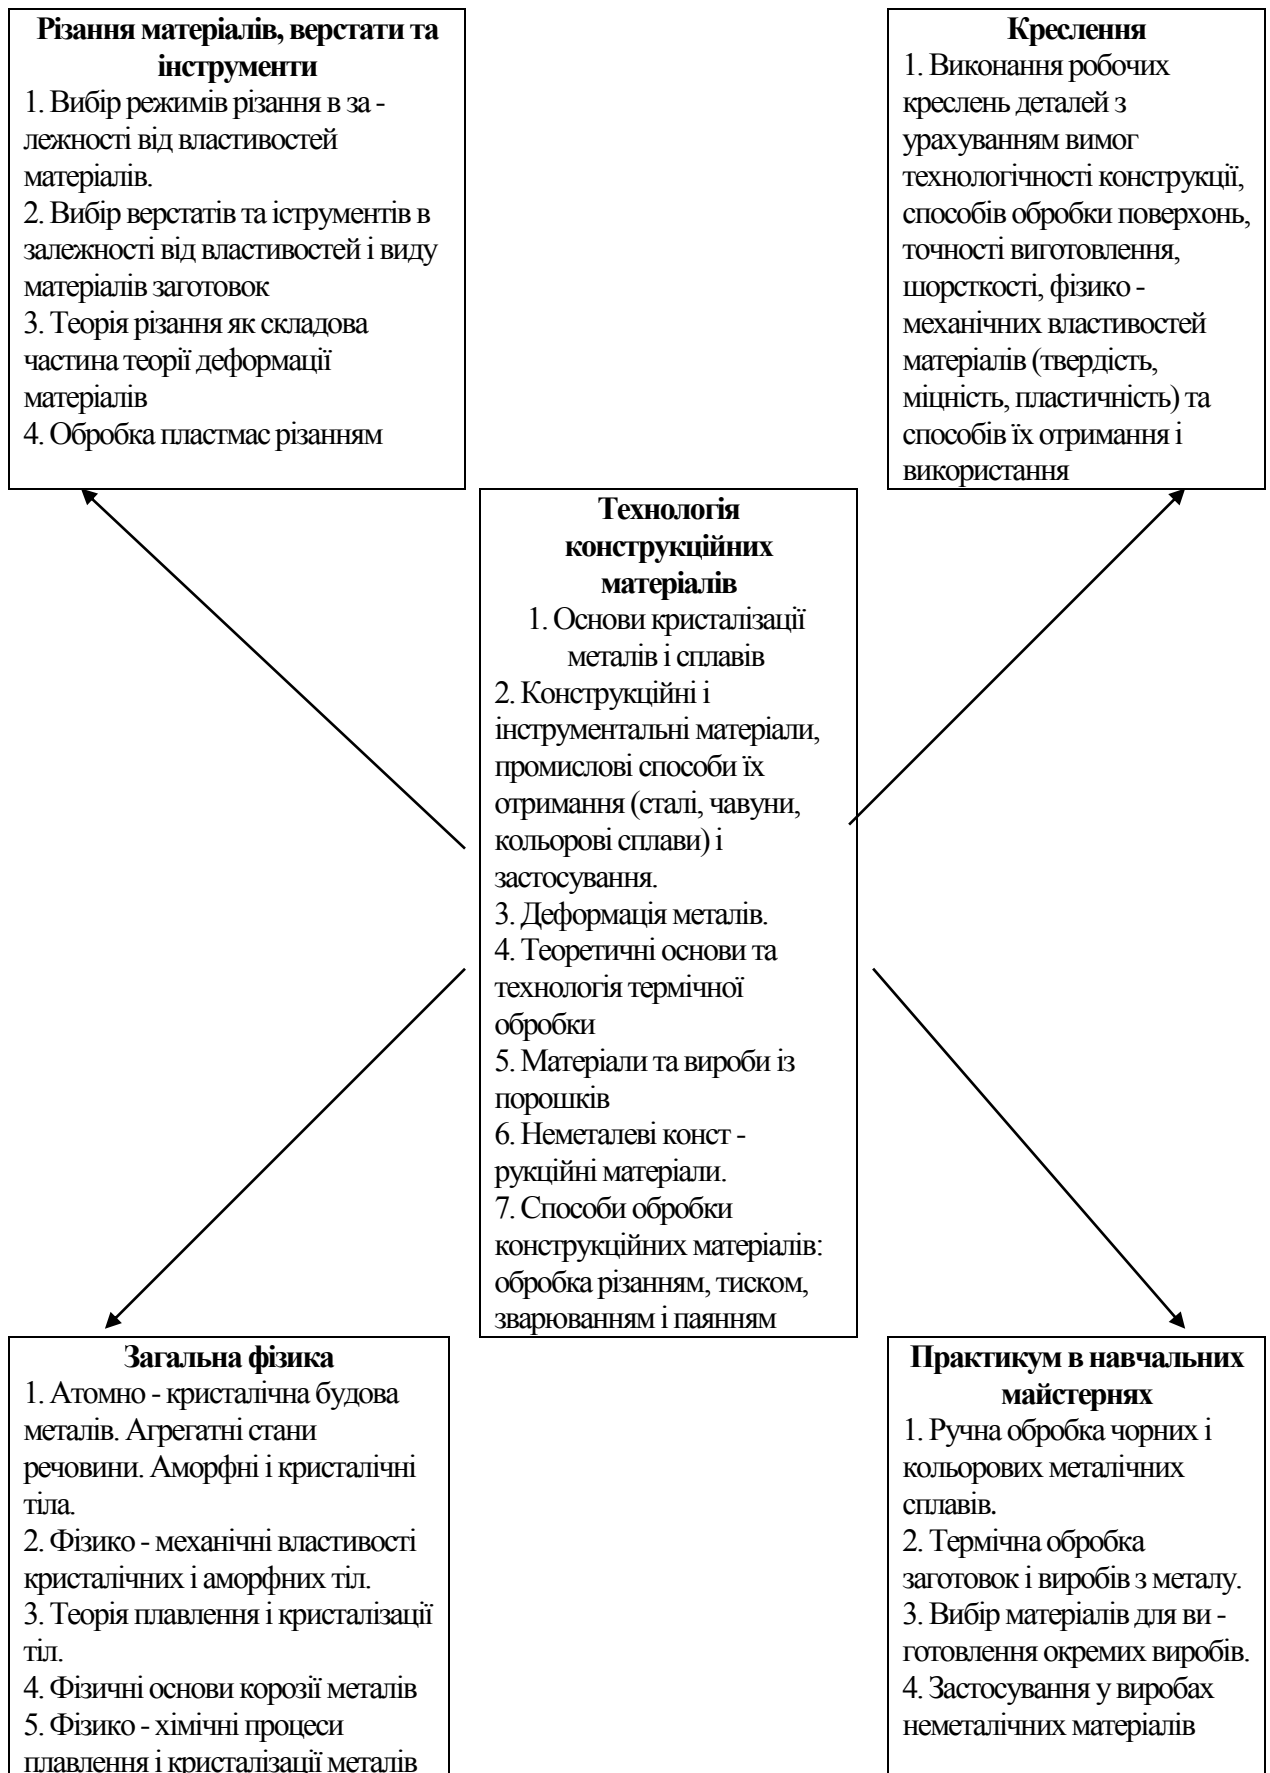 Різання матеріалів, верстати та
інструменти
1. Вибір режимів різання в за -
лежності від властивостей
матеріалів.
2. Вибір верстатів та іструментів в
залежності від властивостей і виду
матеріалів заготовок
3. Теорія різання як складова
частина теорії деформації
матеріалів
4. Обробка пластмас різанням
Креслення
1. Виконання робочих
креслень деталей з
урахуванням вимог
технологічності конструкції,
способів обробки поверхонь,
точності виготовлення,
шорсткості, фізико -
механічних властивостей
матеріалів (твердість,
міцність, пластичність) та
способів їх отримання і
використання
Технологія
конструкційних
матеріалів
1. Основи кристалізації
металів і сплавів
2. Конструкційні і
інструментальні матеріали,
промислові способи їх
отримання (сталі, чавуни,
кольорові сплави) і
застосування.
3. Деформація металів.
4. Теоретичні основи та
технологія термічної
обробки
5. Матеріали та вироби із
порошків
6. Неметалеві конст -
рукційні матеріали.
7. Способи обробки
конструкційних матеріалів:
обробка різанням, тиском,
зварюванням і паянням
Загальна фізика
1. Атомно - кристалічна будова
металів. Агрегатні стани
речовини. Аморфні і кристалічні
тіла.
2. Фізико - механічні властивості
кристалічних і аморфних тіл.
3. Теорія плавлення і кристалізації
тіл.
4. Фізичні основи корозії металів
5. Фізико - хімічні процеси
плавлення і кристалізації металів
Практикум в навчальних
майстернях
1. Ручна обробка чорних і
кольорових металічних
сплавів.
2. Термічна обробка
заготовок і виробів з металу.
3. Вибір матеріалів для ви -
готовлення окремих виробів.
4. Застосування у виробах
неметалічних матеріалів